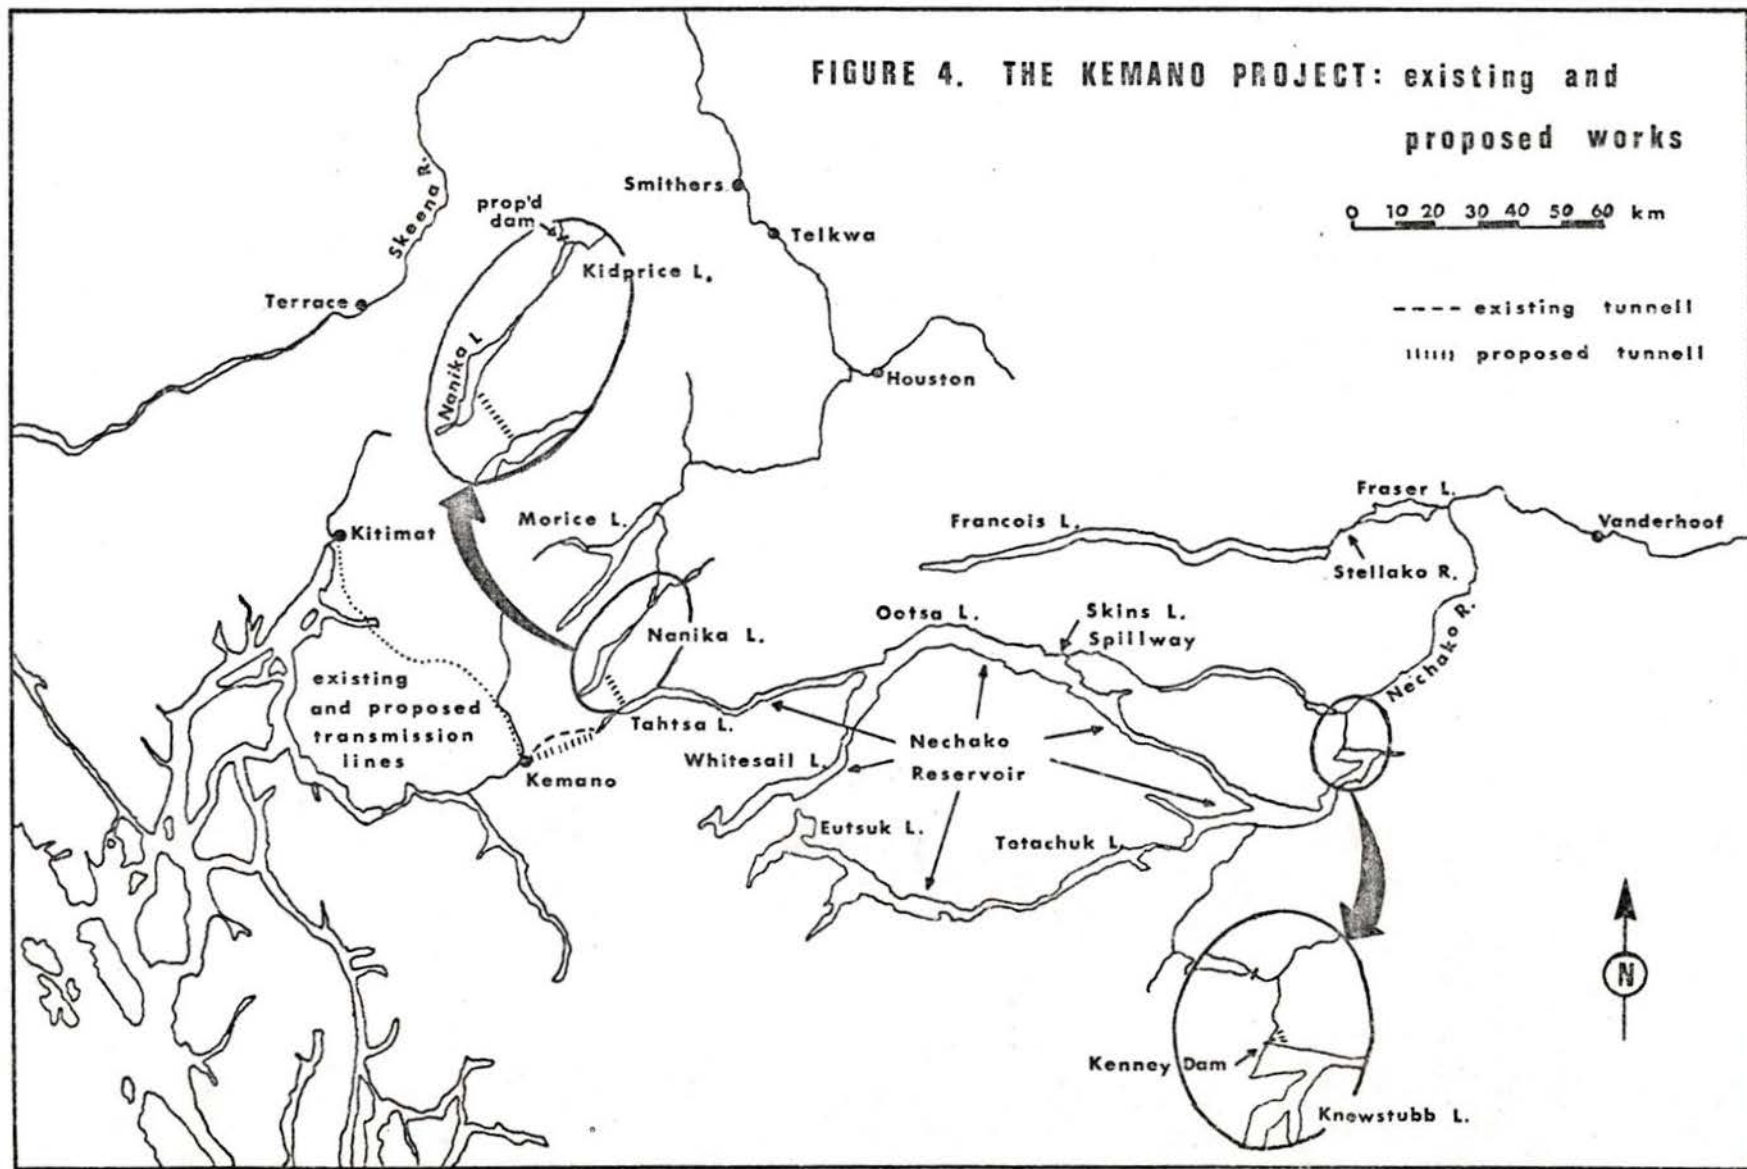 FIGURE 4. THE KEMANO PROJECT: existing and
proposed works
0 10 20 30 40 50 60 km
existing tunnell
proposed tunnell
Skeena R.
Smithers
Telkwa
prop'd
dam
Kidprice L.
Terrace
Nanika L
Houston
Morice L.
Kitimat
Francois L.
Fraser L.
Vanderhoof
Stellako R.
Nechako R.
Nanika L.
Ootsa L.
Skins L.
Spillway
existing
and proposed
transmission
lines
Tahtsa L.
Kemano
Whitesail L.
Nechako
Reservoir
Eutsuk L.
Totachuk L.
N
Kenney Dam
Knewstubb L.